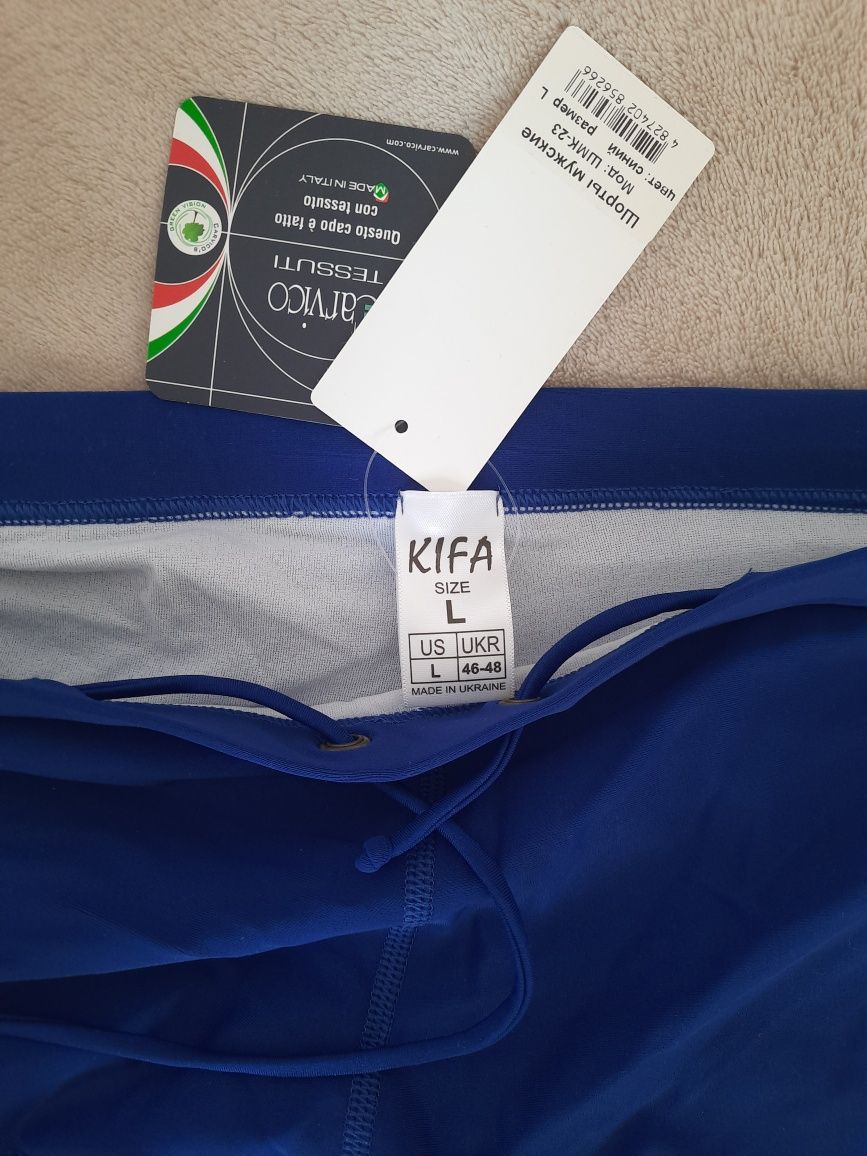 Шорты мужские
Мод: ШМК-23
цвет: синий размер L
4 827402 856266
Carvico
TESSUTI
Questo capo è fatto
con tessuto
MADE IN ITALY
www.carvico.com
GREEN VISION
CARVICO'S
KIFA
SIZE
L
US UKR
L 46-48
MADE IN UKRAINE